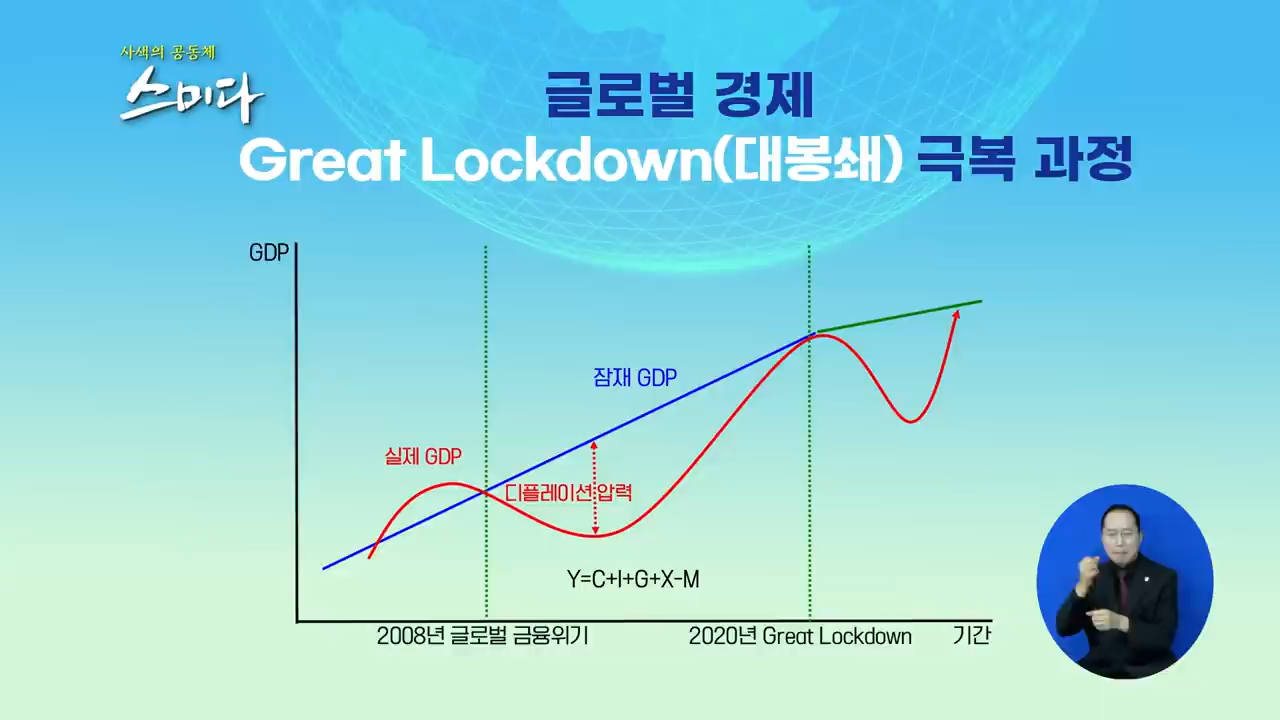 사색의 공동체
스미다
글로벌 경제
Great Lockdown(대봉쇄) 극복 과정
GDP
잠재 GDP
실제 GDP
디플레이션 압력
Y=C+I+G+X-M
2008년 글로벌 금융위기
2020년 Great Lockdown
기간